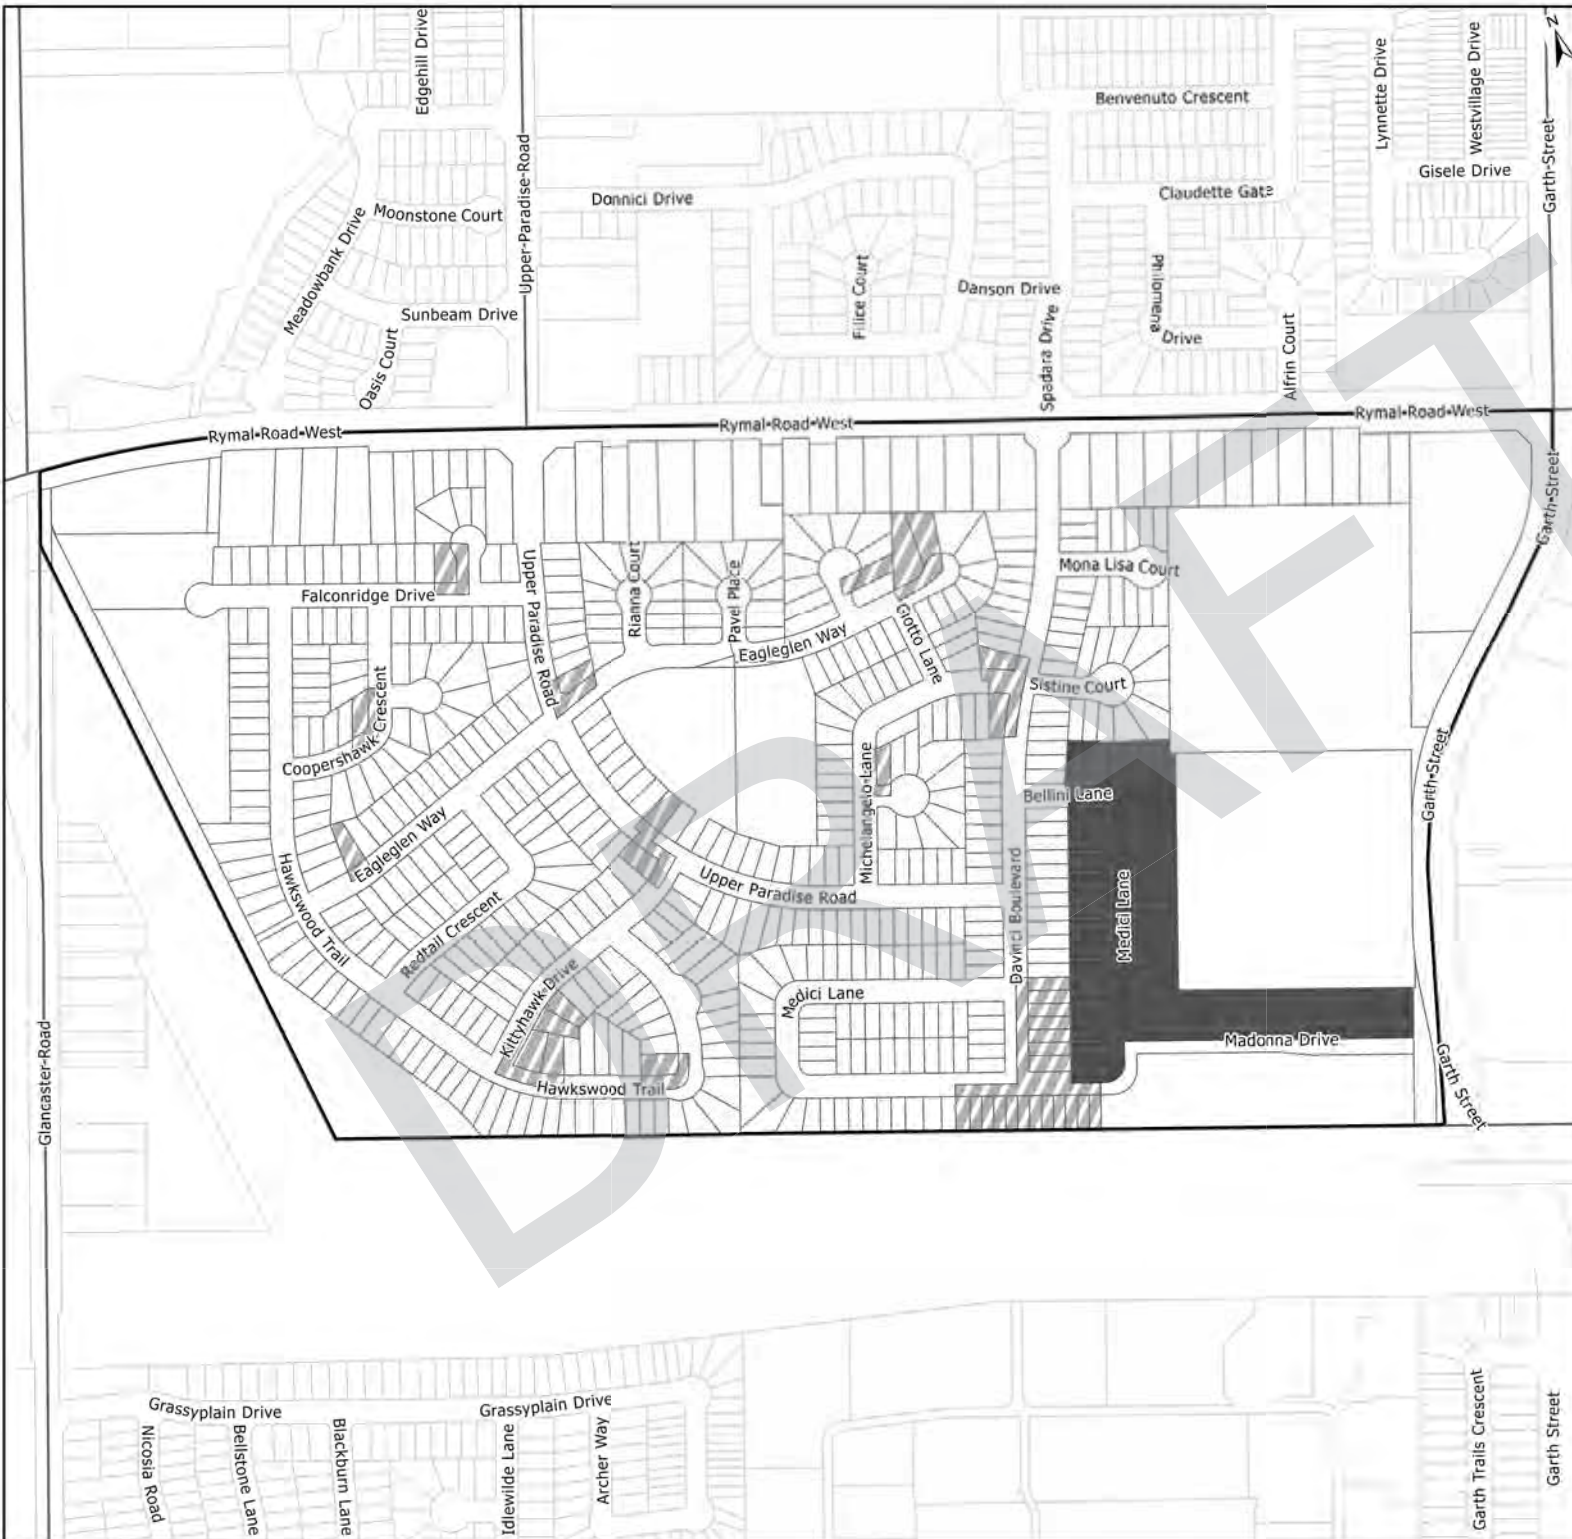 Edgehill Drive
Upper-Paradise-Road
Benvenuto Crescent
Lynnette Drive
Westvillage Drive
N
Garth-Street
Gisele Drive
Claudette Gate
Donnici Drive
Moonstone Court
Meadowbank Drive
Filice Court
Danson Drive
Philomena
Drive
Sunbeam Drive
Oasis Court
Spadara Drive
Alfrin Court
Rymal-Road-West
Rymal-Road-West
Rymal-Road-West
Garth-Street
Upper Paradise Road
Rianna Court
Pavel Place
Mona Lisa Court
Falconridge Drive
Eagleglen Way
Giotto Lane
Sistine Court
Coopershawk-Crescent
Michelangelo-Lane
Bellini Lane
Garth-Street
Eagleglen Way
Hawkswood Trail
Redtail Crescent
Upper Paradise Road
Davinci Boulevard
Medici Lane
Kittyhawk-Drive
Medici Lane
Madonna Drive
Hawkswood Trail
Garth Street
Glancaster-Road
DRAFT
Grassyplain Drive
Grassyplain Drive
Nicosia Road
Bellstone Lane
Blackburn Lane
Idlewilde Lane
Archer Way
Garth Trails Crescent
Garth Street